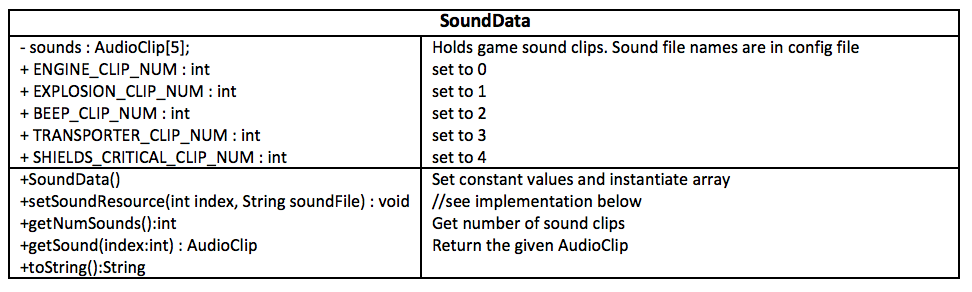 SoundData
- sounds : AudioClip[5]; Holds game sound clips. Sound file names are in config file
+ ENGINE_CLIP_NUM : int set to 0
+ EXPLOSION_CLIP_NUM : int set to 1
+ BEEP_CLIP_NUM : int set to 2
+ TRANSPORTER_CLIP_NUM : int set to 3
+ SHIELDS_CRITICAL_CLIP_NUM : int set to 4
+SoundData() Set constant values and instantiate array
+setSoundResource(int index, String soundFile) : void //see implementation below
+getNumSounds():int Get number of sound clips
+getSound(index:int) : AudioClip Return the given AudioClip
+toString():String